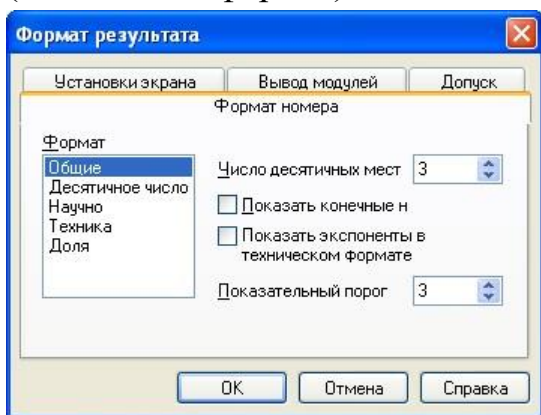 Формат результата
Установки экрана Вывод модулей Допуск
Формат номера
Формат
Общие
Десятичное число
Научно
Техника
Доля
Число десятичных мест 3
Показать конечные н
Показать экспоненты в
техническом формате
Показательный порог 3
OK Отмена Справка